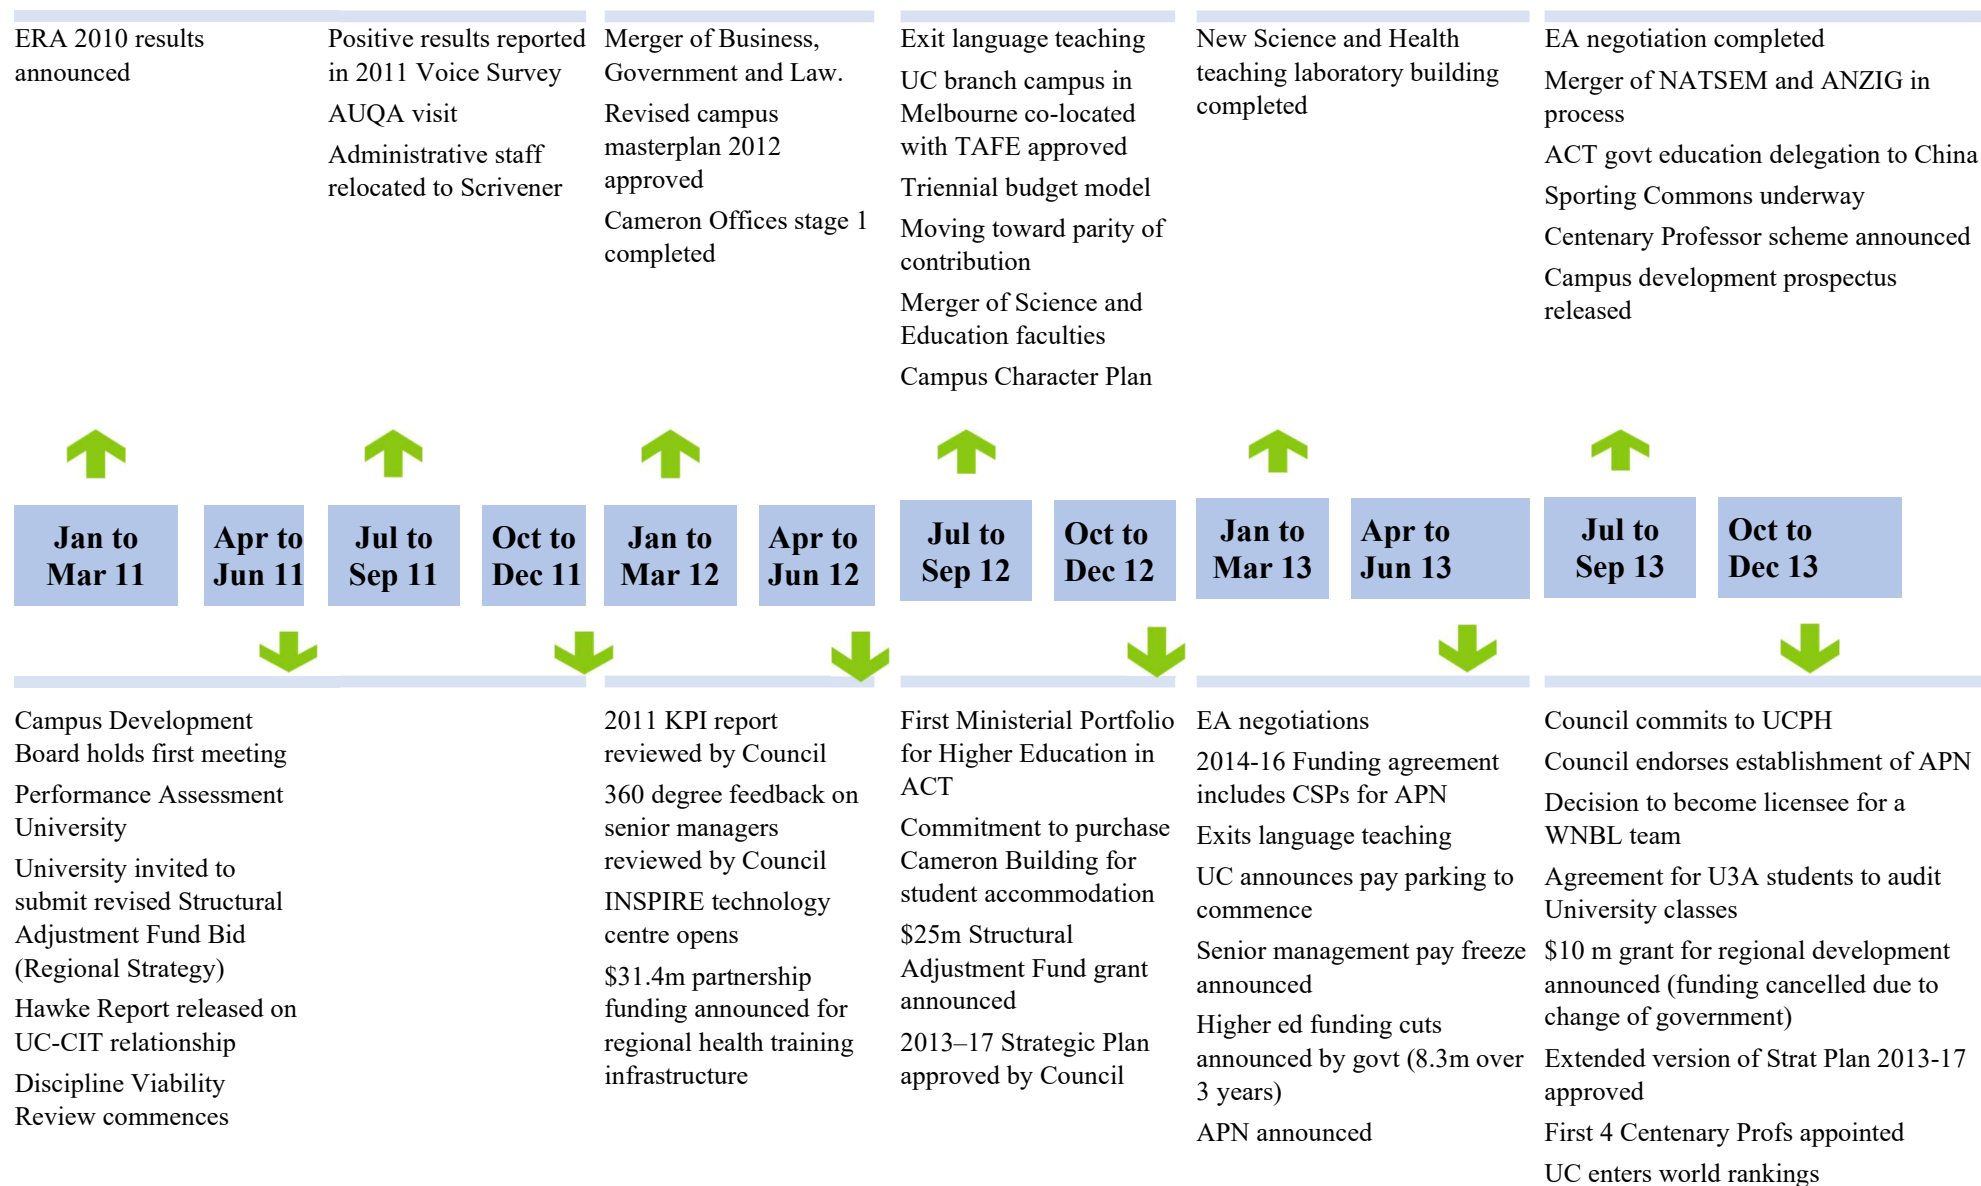 ERA 2010 results
announced
Positive results reported
in 2011 Voice Survey
AUQA visit
Administrative staff
relocated to Scrivener
Merger of Business,
Government and Law.
Revised campus
masterplan 2012
approved
Cameron Offices stage 1
completed
Exit language teaching
UC branch campus in
Melbourne co-located
with TAFE approved
Triennial budget model
Moving toward parity of
contribution
Merger of Science and
Education faculties
Campus Character Plan
New Science and Health
teaching laboratory building
completed
EA negotiation completed
Merger of NATSEM and ANZIG in
process
ACT govt education delegation to China
Sporting Commons underway
Centenary Professor scheme announced
Campus development prospectus
released
Jan to
Mar 11
Apr to
Jun 11
Jul to
Sep 11
Oct to
Dec 11
Jan to
Mar 12
Apr to
Jun 12
Jul to
Sep 12
Oct to
Dec 12
Jan to
Mar 13
Apr to
Jun 13
Jul to
Sep 13
Oct to
Dec 13
Campus Development
Board holds first meeting
Performance Assessment
University
University invited to
submit revised Structural
Adjustment Fund Bid
(Regional Strategy)
Hawke Report released on
UC-CIT relationship
Discipline Viability
Review commences
2011 KPI report
reviewed by Council
360 degree feedback on
senior managers
reviewed by Council
INSPIRE technology
centre opens
$31.4m partnership
funding announced for
regional health training
infrastructure
First Ministerial Portfolio
for Higher Education in
ACT
Commitment to purchase
Cameron Building for
student accommodation
$25m Structural
Adjustment Fund grant
announced
2013–17 Strategic Plan
approved by Council
EA negotiations
2014-16 Funding agreement
includes CSPs for APN
Exits language teaching
UC announces pay parking to
commence
Senior management pay freeze
announced
Higher ed funding cuts
announced by govt (8.3m over
3 years)
APN announced
Council commits to UCPH
Council endorses establishment of APN
Decision to become licensee for a
WNBL team
Agreement for U3A students to audit
University classes
$10 m grant for regional development
announced (funding cancelled due to
change of government)
Extended version of Strat Plan 2013-17
approved
First 4 Centenary Profs appointed
UC enters world rankings